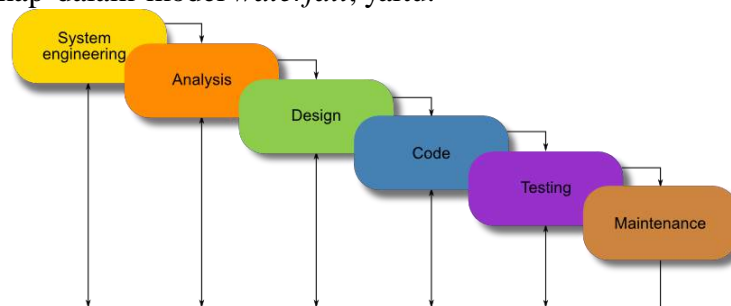 dalam model waterfall, yaitu:
System
engineering
Analysis
Design
Code
Testing
Maintenance